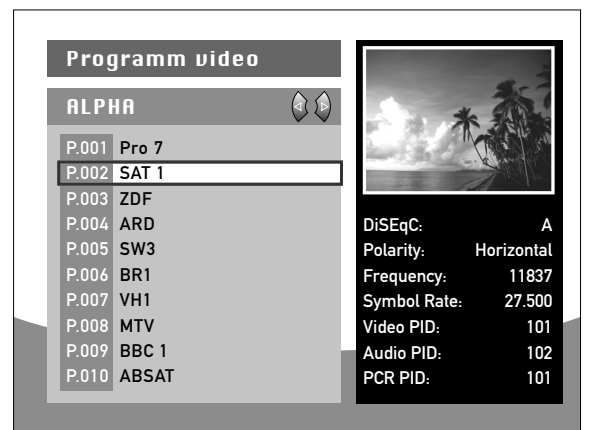 Programm video
ALPHA
P.001 Pro 7
P.002 SAT 1
P.003 ZDF
P.004 ARD
P.005 SW3
P.006 BR1
P.007 VH1
P.008 MTV
P.009 BBC 1
P.010 ABSAT
DiSEqC: A
Polarity: Horizontal
Frequency: 11837
Symbol Rate: 27.500
Video PID: 101
Audio PID: 102
PCR PID: 101